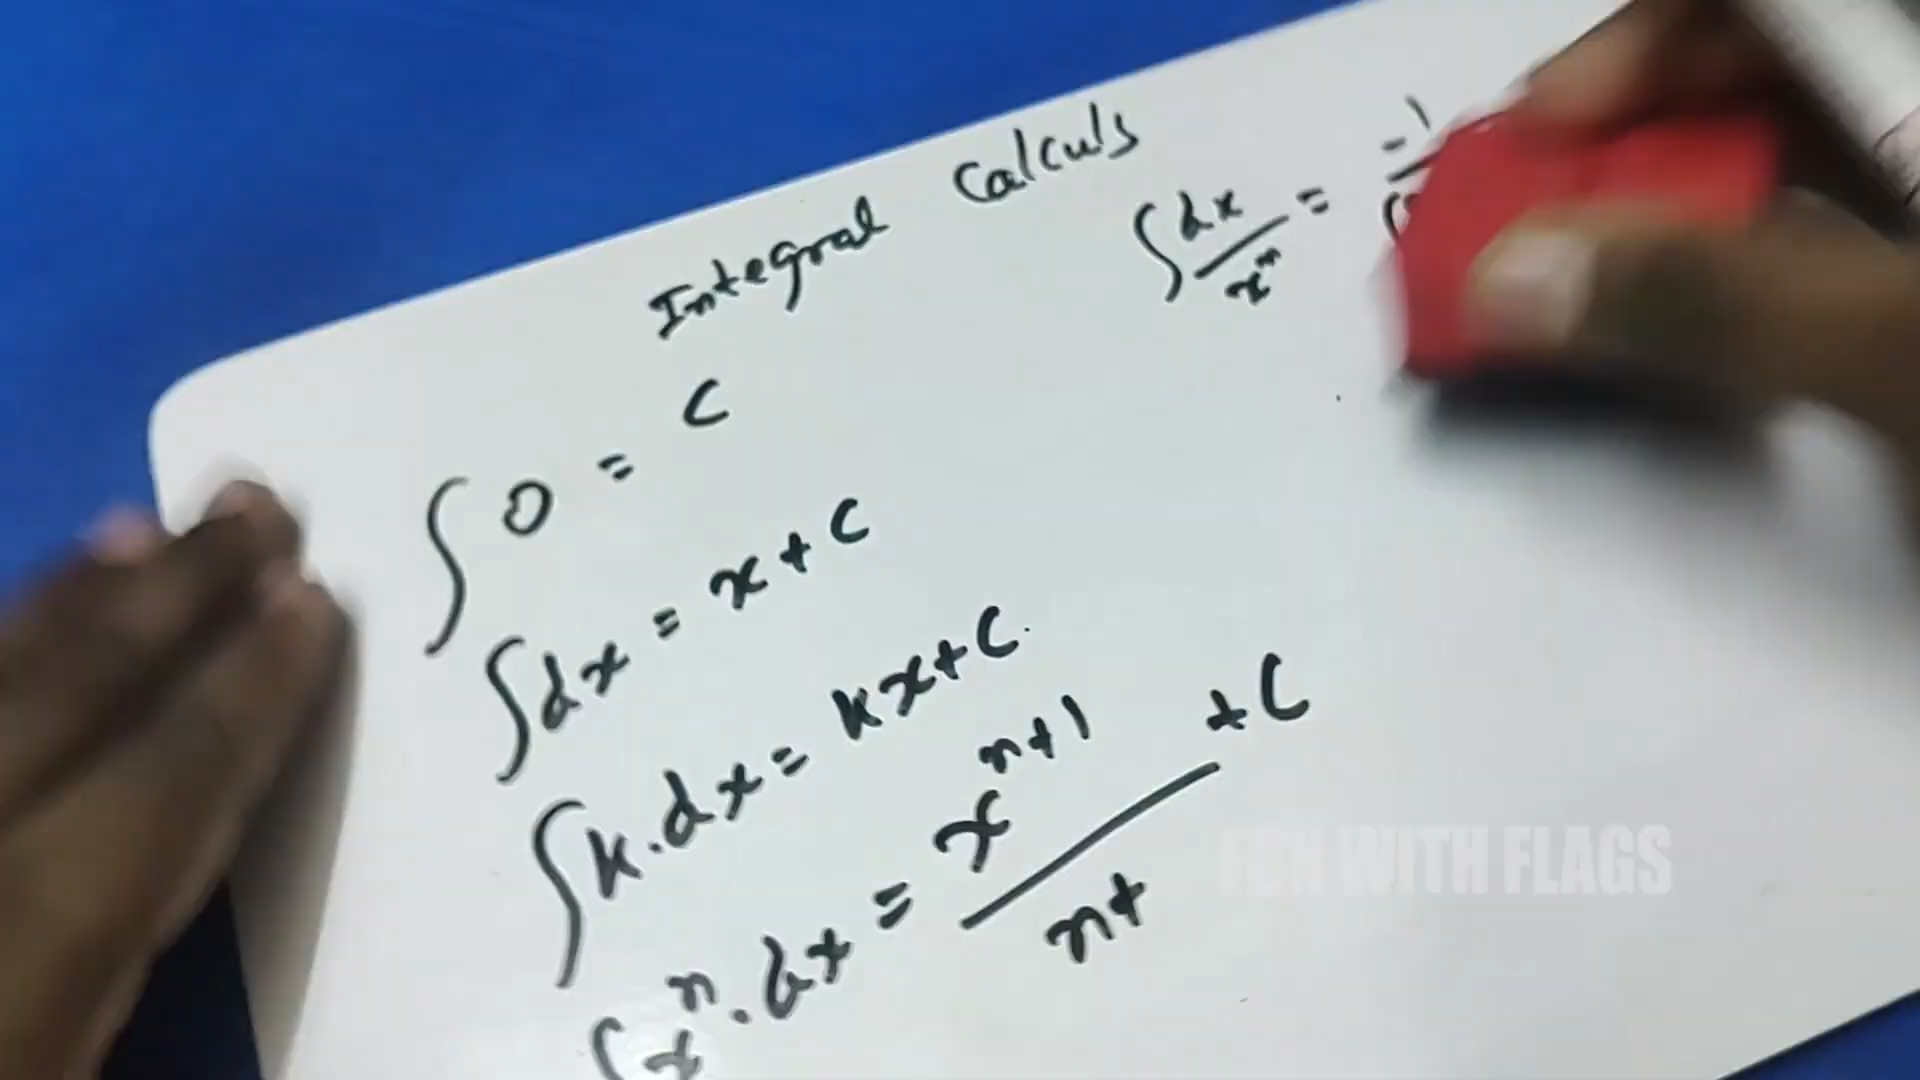 Integral Calculs
∫ dx/xⁿ = -1
∫ 0 = C
∫ dx = x + C
∫ k.dx = kx + C.
∫ xⁿ.dx = xⁿ⁺¹/n+ + C
FUN WITH FLAGS